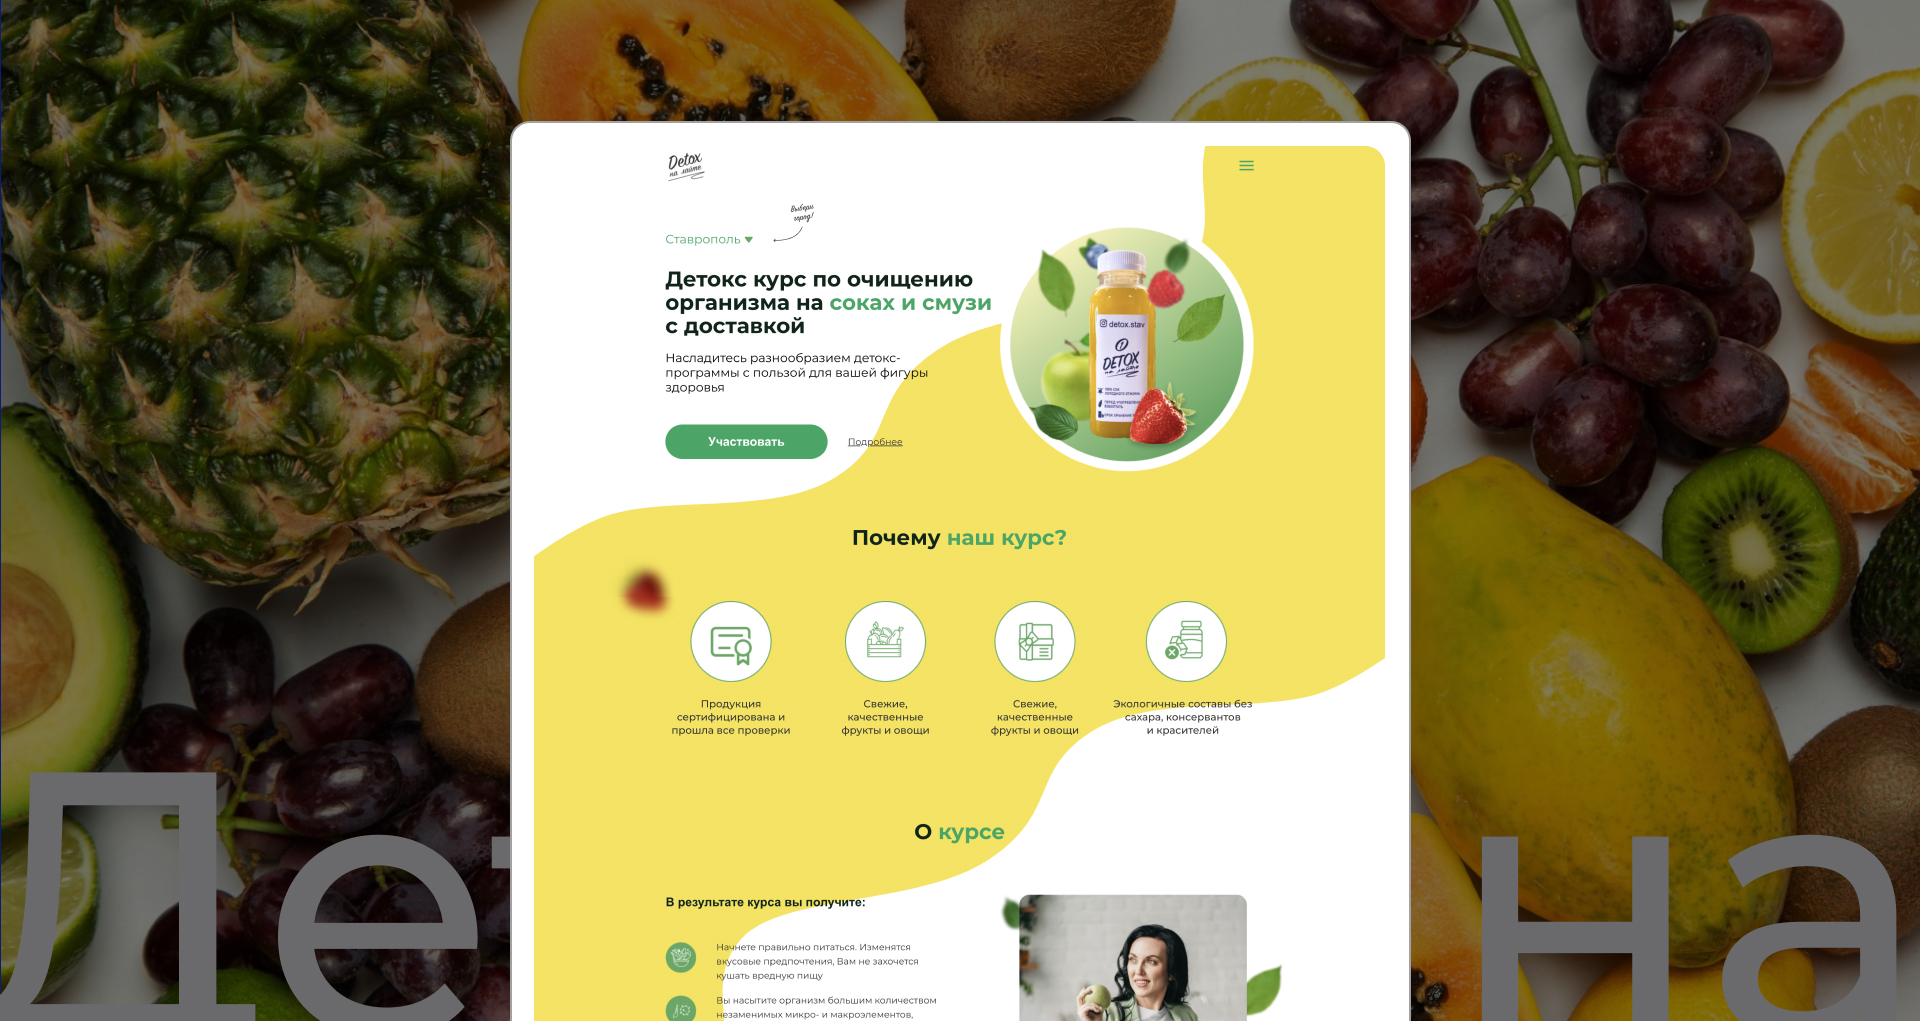 Detox
на лайте
Выбери
город!
Ставрополь
Детокс курс по очищению
организма на соках и смузи
с доставкой
Насладитесь разнообразием детокс-
программы с пользой для вашей фигуры
здоровья
Участвовать
Подробнее
detox.stav
DETOX
на лайте
Почему наш курс?
Продукция
сертифицирована и
прошла все проверки
Свежие,
качественные
фрукты и овощи
Свежие,
качественные
фрукты и овощи
Экологичные составы без
сахара, консервантов
и красителей
О курсе
В результате курса вы получите:
Начнете правильно питаться. Изменятся
вкусовые предпочтения, Вам не захочется
кушать вредную пищу
Вы насытите организм большим количеством
незаменимых микро- и макроэлементов,
на